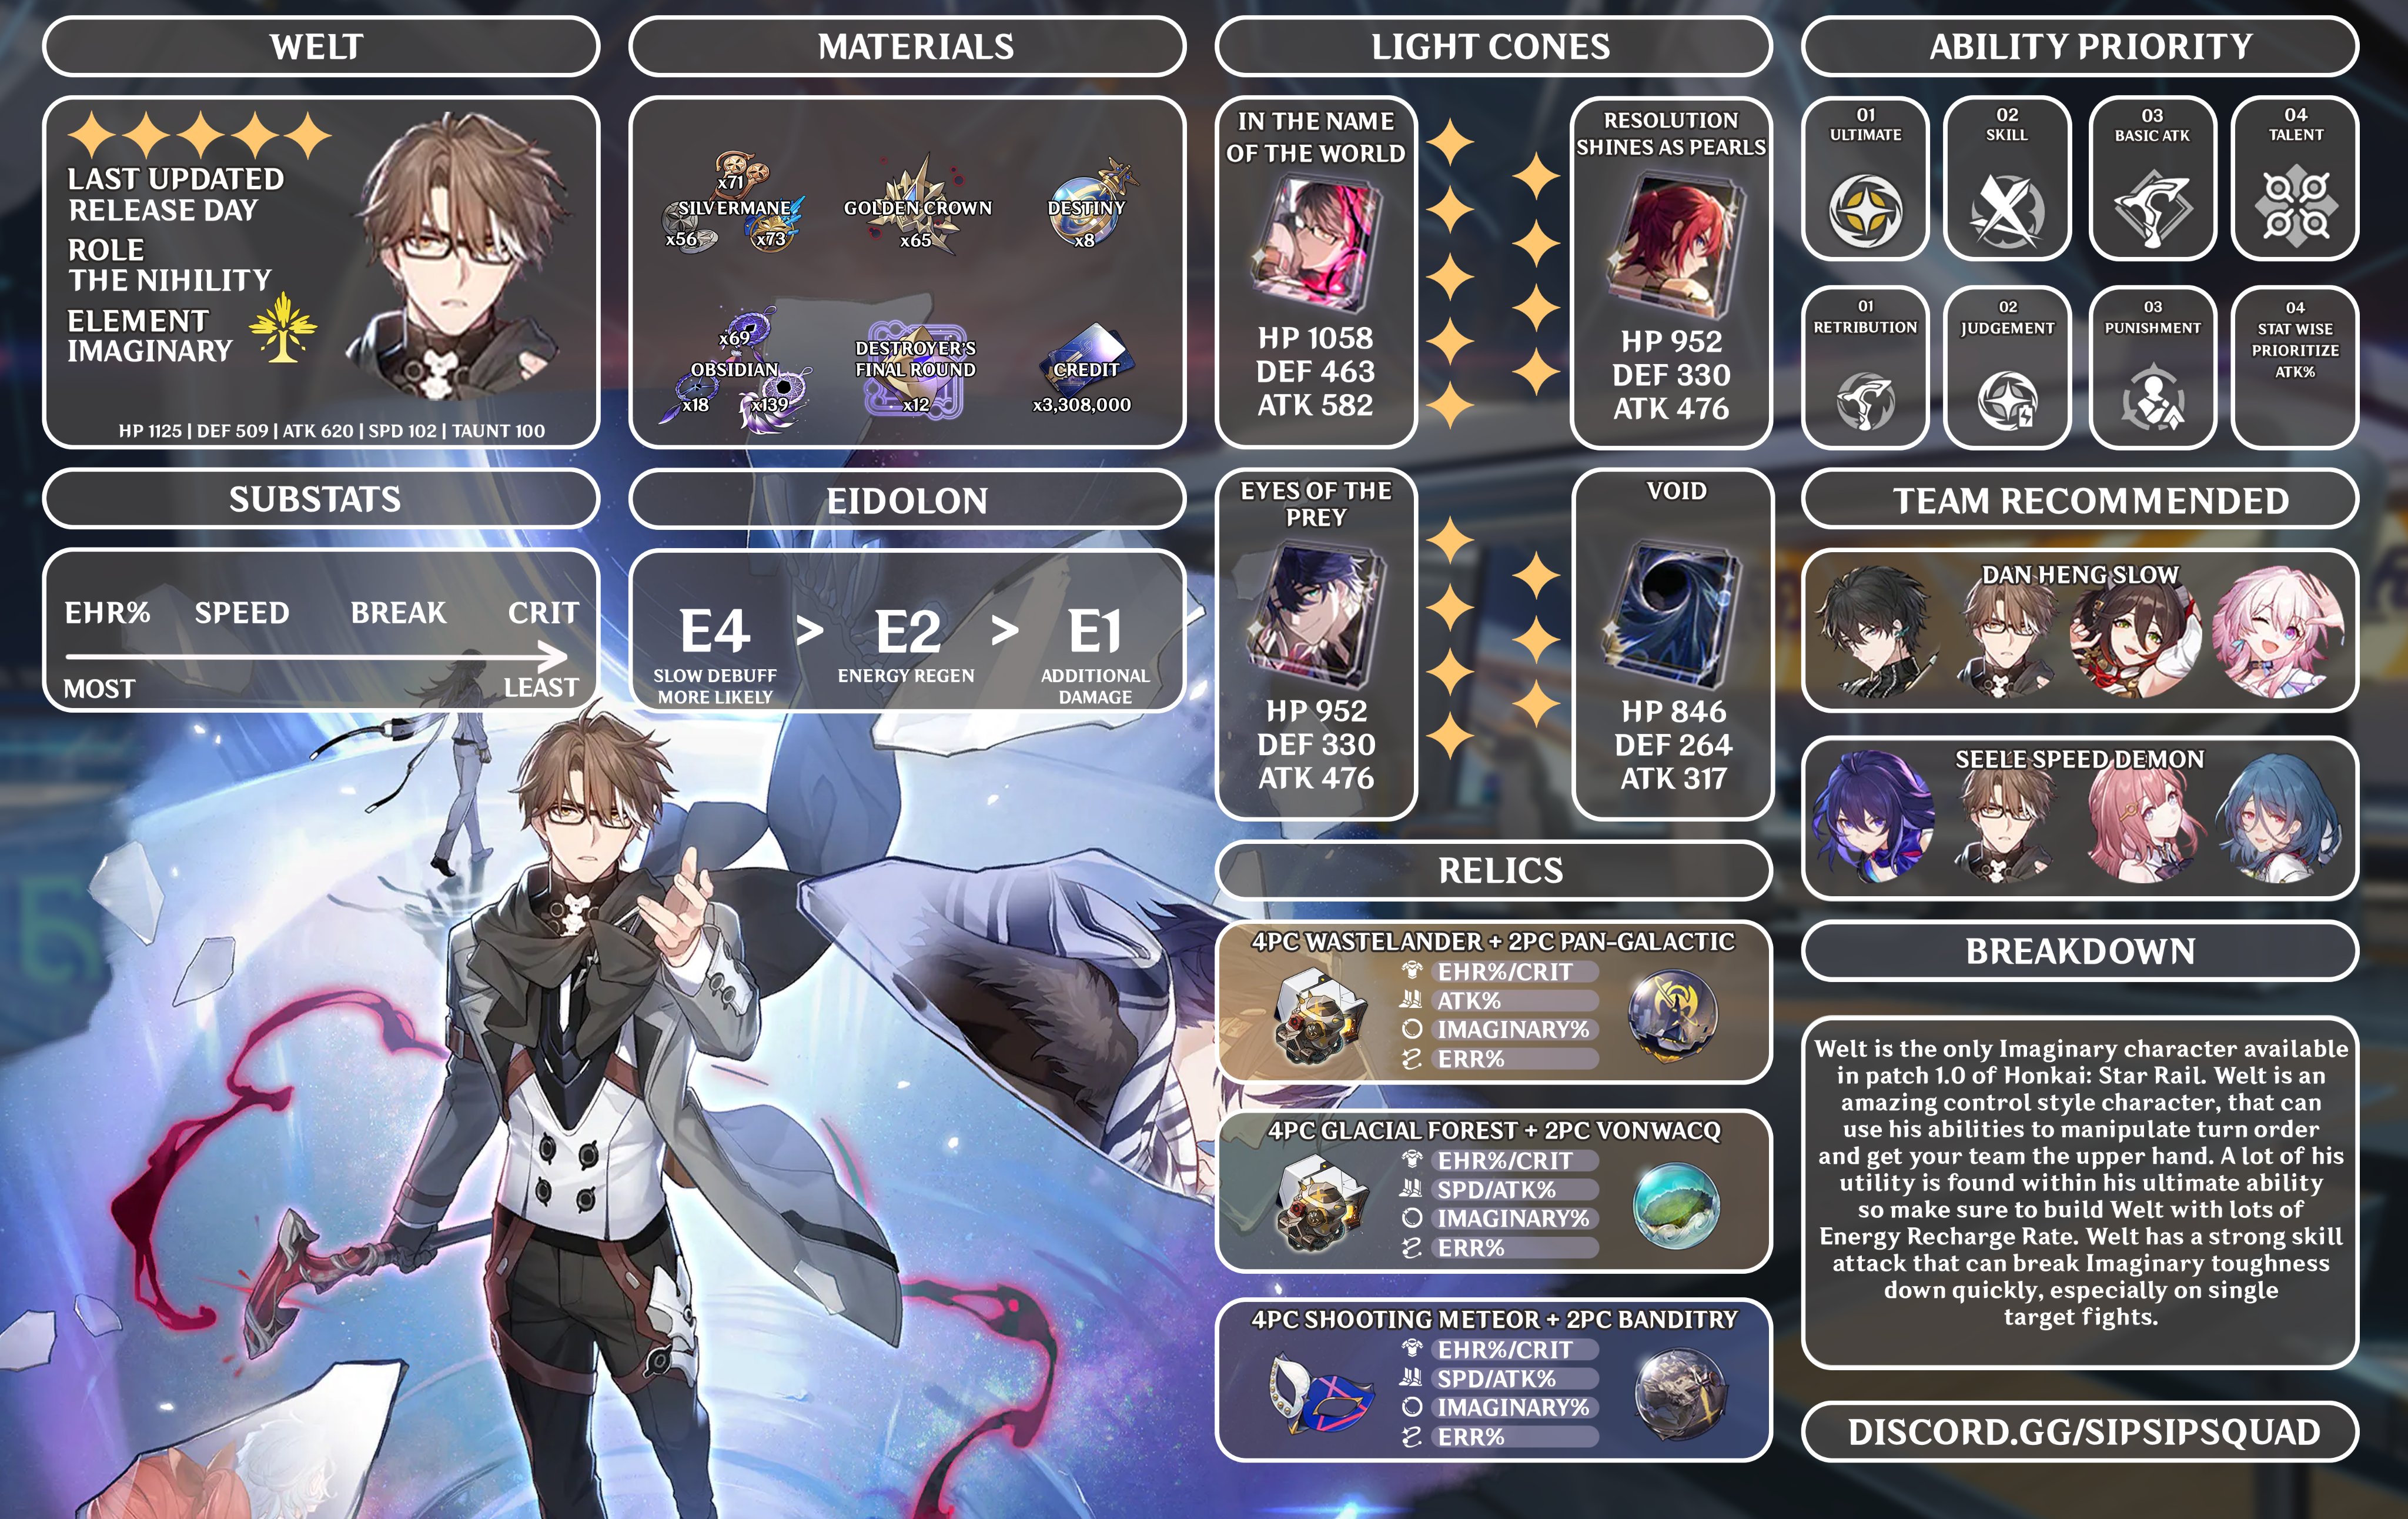 WELT
LAST UPDATED
RELEASE DAY
ROLE
THE NIHILITY
ELEMENT
IMAGINARY
HP 1125 | DEF 509 | ATK 620 | SPD 102 | TAUNT 100
SUBSTATS
EHR% SPEED BREAK CRIT
MOST LEAST
MATERIALS
x71
SILVERMANE
x56 x73
GOLDEN CROWN
x65
DESTINY
x8
x69
OBSIDIAN
x18 x139
DESTROYER'S
FINAL ROUND
x12
CREDIT
x3,308,000
EIDOLON
E4 > E2 > E1
SLOW DEBUFF
MORE LIKELY
ENERGY REGEN
ADDITIONAL
DAMAGE
LIGHT CONES
IN THE NAME
OF THE WORLD
HP 1058
DEF 463
ATK 582
RESOLUTION
SHINES AS PEARLS
HP 952
DEF 330
ATK 476
EYES OF THE
PREY
HP 952
DEF 330
ATK 476
VOID
HP 846
DEF 264
ATK 317
RELICS
4PC WASTELANDER + 2PC PAN-GALACTIC
EHR%/CRIT
ATK%
IMAGINARY%
ERR%
4PC GLACIAL FOREST + 2PC VONWACQ
EHR%/CRIT
SPD/ATK%
IMAGINARY%
ERR%
4PC SHOOTING METEOR + 2PC BANDITRY
EHR%/CRIT
SPD/ATK%
IMAGINARY%
ERR%
ABILITY PRIORITY
01
ULTIMATE
02
SKILL
03
BASIC ATK
04
TALENT
01
RETRIBUTION
02
JUDGEMENT
03
PUNISHMENT
04
STAT WISE
PRIORITIZE
ATK%
TEAM RECOMMENDED
DAN HENG SLOW
SEELE SPEED DEMON
BREAKDOWN
Welt is the only Imaginary character available
in patch 1.0 of Honkai: Star Rail. Welt is an
amazing control style character, that can
use his abilities to manipulate turn order
and get your team the upper hand. A lot of his
utility is found within his ultimate ability
so make sure to build Welt with lots of
Energy Recharge Rate. Welt has a strong skill
attack that can break Imaginary toughness
down quickly, especially on single
target fights.
DISCORD.GG/SIPSIPSQUAD